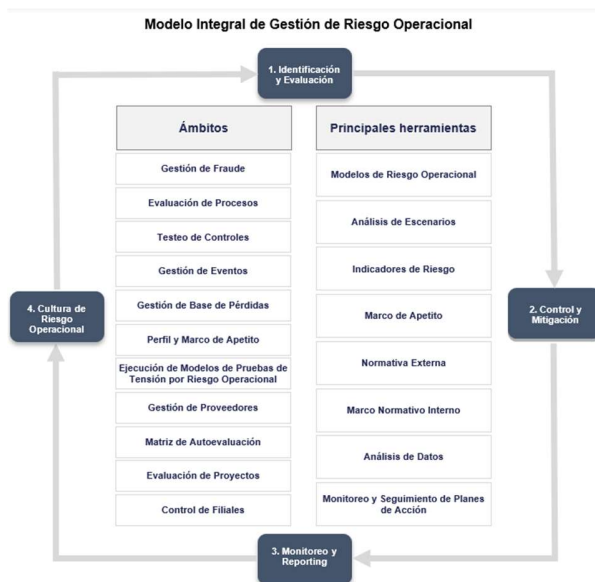 Modelo Integral de Gestión de Riesgo Operacional
1. Identificación
y Evaluación
Ámbitos
Principales herramientas
Gestión de Fraude
Evaluación de Procesos
Testeo de Controles
Gestión de Eventos
Gestión de Base de Pérdidas
Perfil y Marco de Apetito
Ejecución de Modelos de Pruebas de
Tensión por Riesgo Operacional
Gestión de Proveedores
Matriz de Autoevaluación
Evaluación de Proyectos
Control de Filiales
Modelos de Riesgo Operacional
Análisis de Escenarios
Indicadores de Riesgo
Marco de Apetito
Normativa Externa
Marco Normativo Interno
Análisis de Datos
Monitoreo y Seguimiento de Planes
de Acción
2. Control y
Mitigación
3. Monitoreo y
Reporting
4. Cultura de
Riesgo
Operacional